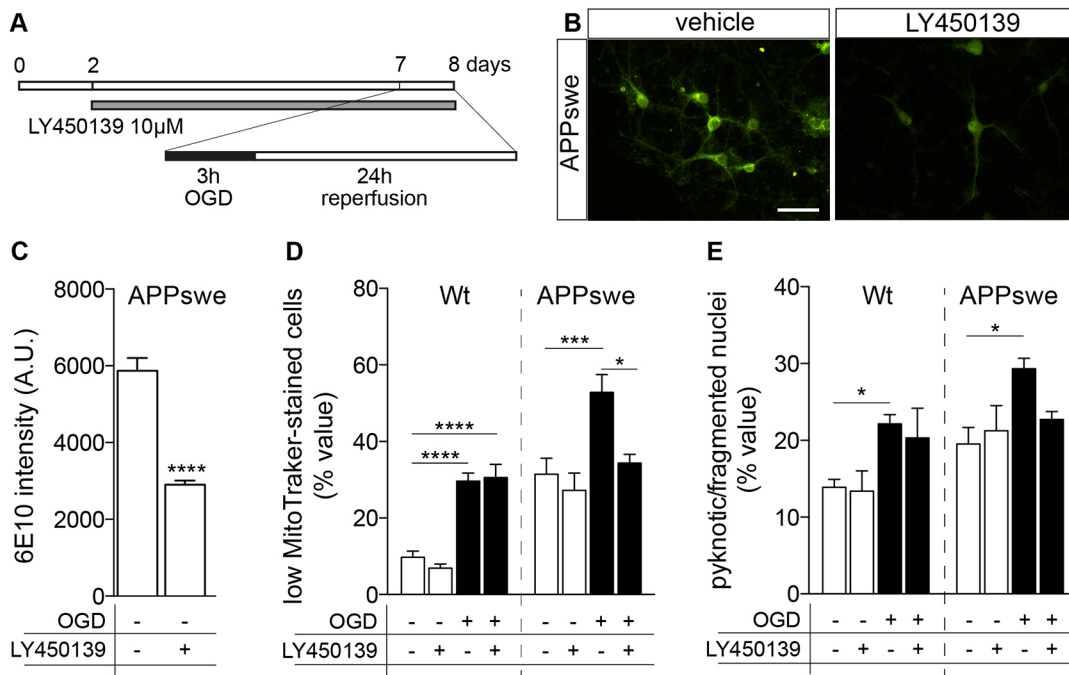 A
0 2 7 8 days
LY450139 10µM
3h
OGD
24h
reperfusion
B
vehicle
LY450139
APPswe
C
APPswe
6E10 intensity (A.U.)
8000
6000
4000
2000
0
****
- -
- +
D
Wt
APPswe
low MitoTraker-stained cells
(% value)
80
60
40
20
0
****
****
***
*
OGD - - + + - - + +
LY450139 - + - + - + - +
E
Wt
APPswe
pyknotic/fragmented nuclei
(% value)
40
30
20
10
0
*
*
OGD - - + + - - + +
LY450139 - + - + - + - +